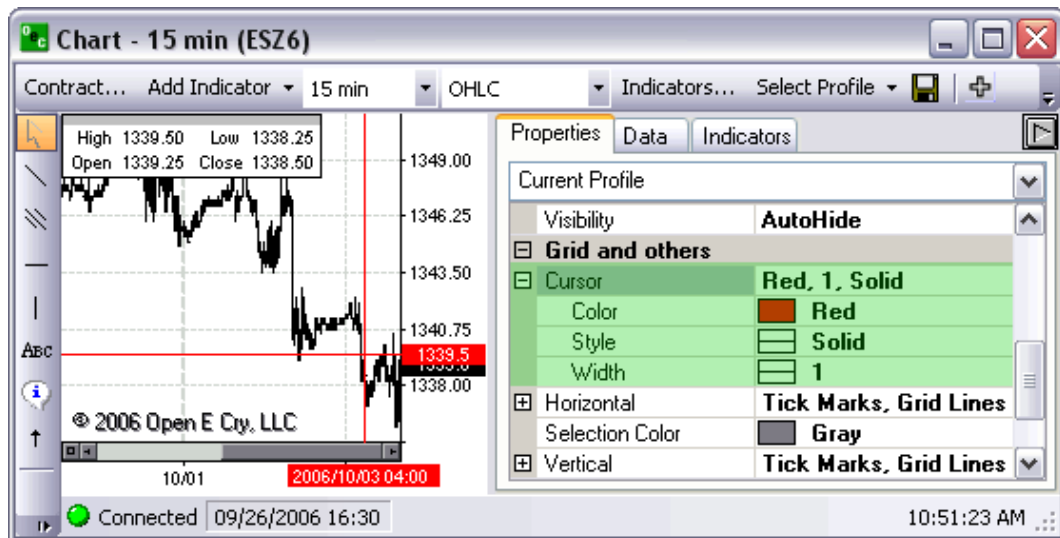 OeC Chart - 15 min (ESZ6)
Contract... Add Indicator 15 min OHLC Indicators... Select Profile
High 1339.50 Low 1338.25
Open 1339.25 Close 1338.50
1349.00
1346.25
1343.50
1340.75
1339.5
1338.00
ABC
© 2006 Open E Cry, LLC
10/01 2006/10/03 04:00
Properties Data Indicators
Current Profile
Visibility AutoHide
Grid and others
Cursor Red, 1, Solid
Color Red
Style Solid
Width 1
Horizontal Tick Marks, Grid Lines
Selection Color Gray
Vertical Tick Marks, Grid Lines
Connected 09/26/2006 16:30 10:51:23 AM